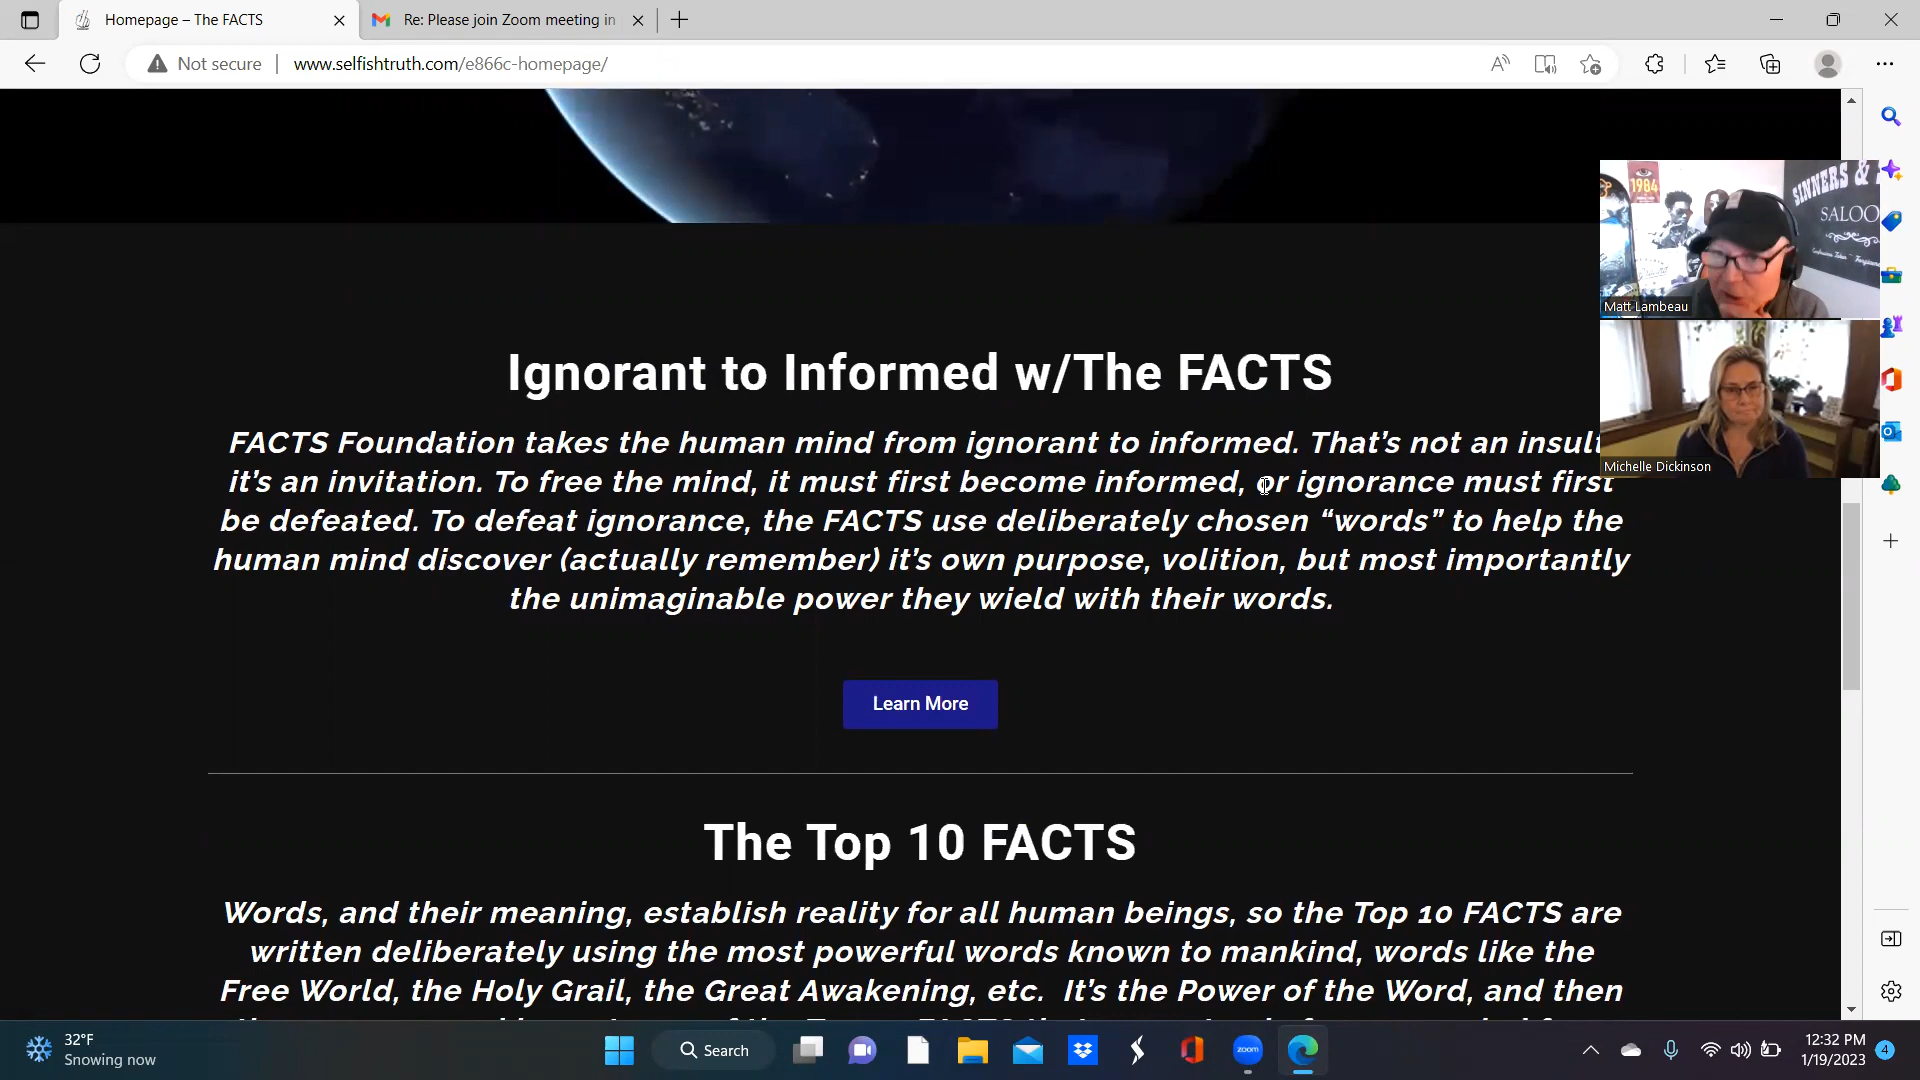 Homepage – The FACTS
Re: Please join Zoom meeting in
Not secure
www.selfishtruth.com/e866c-homepage/
1984
SINNERS &
SALOO
Matt Lambeau
Michelle Dickinson
Ignorant to Informed w/The FACTS
FACTS Foundation takes the human mind from ignorant to informed. That's not an insult
it's an invitation. To free the mind, it must first become informed, or ignorance must first
be defeated. To defeat ignorance, the FACTS use deliberately chosen “words” to help the
human mind discover (actually remember) it's own purpose, volition, but most importantly
the unimaginable power they wield with their words.
Learn More
The Top 10 FACTS
Words, and their meaning, establish reality for all human beings, so the Top 10 FACTS are
written deliberately using the most powerful words known to mankind, words like the
Free World, the Holy Grail, the Great Awakening, etc. It's the Power of the Word, and then
32°F
Snowing now
Search
zoom
12:32 PM
1/19/2023
4